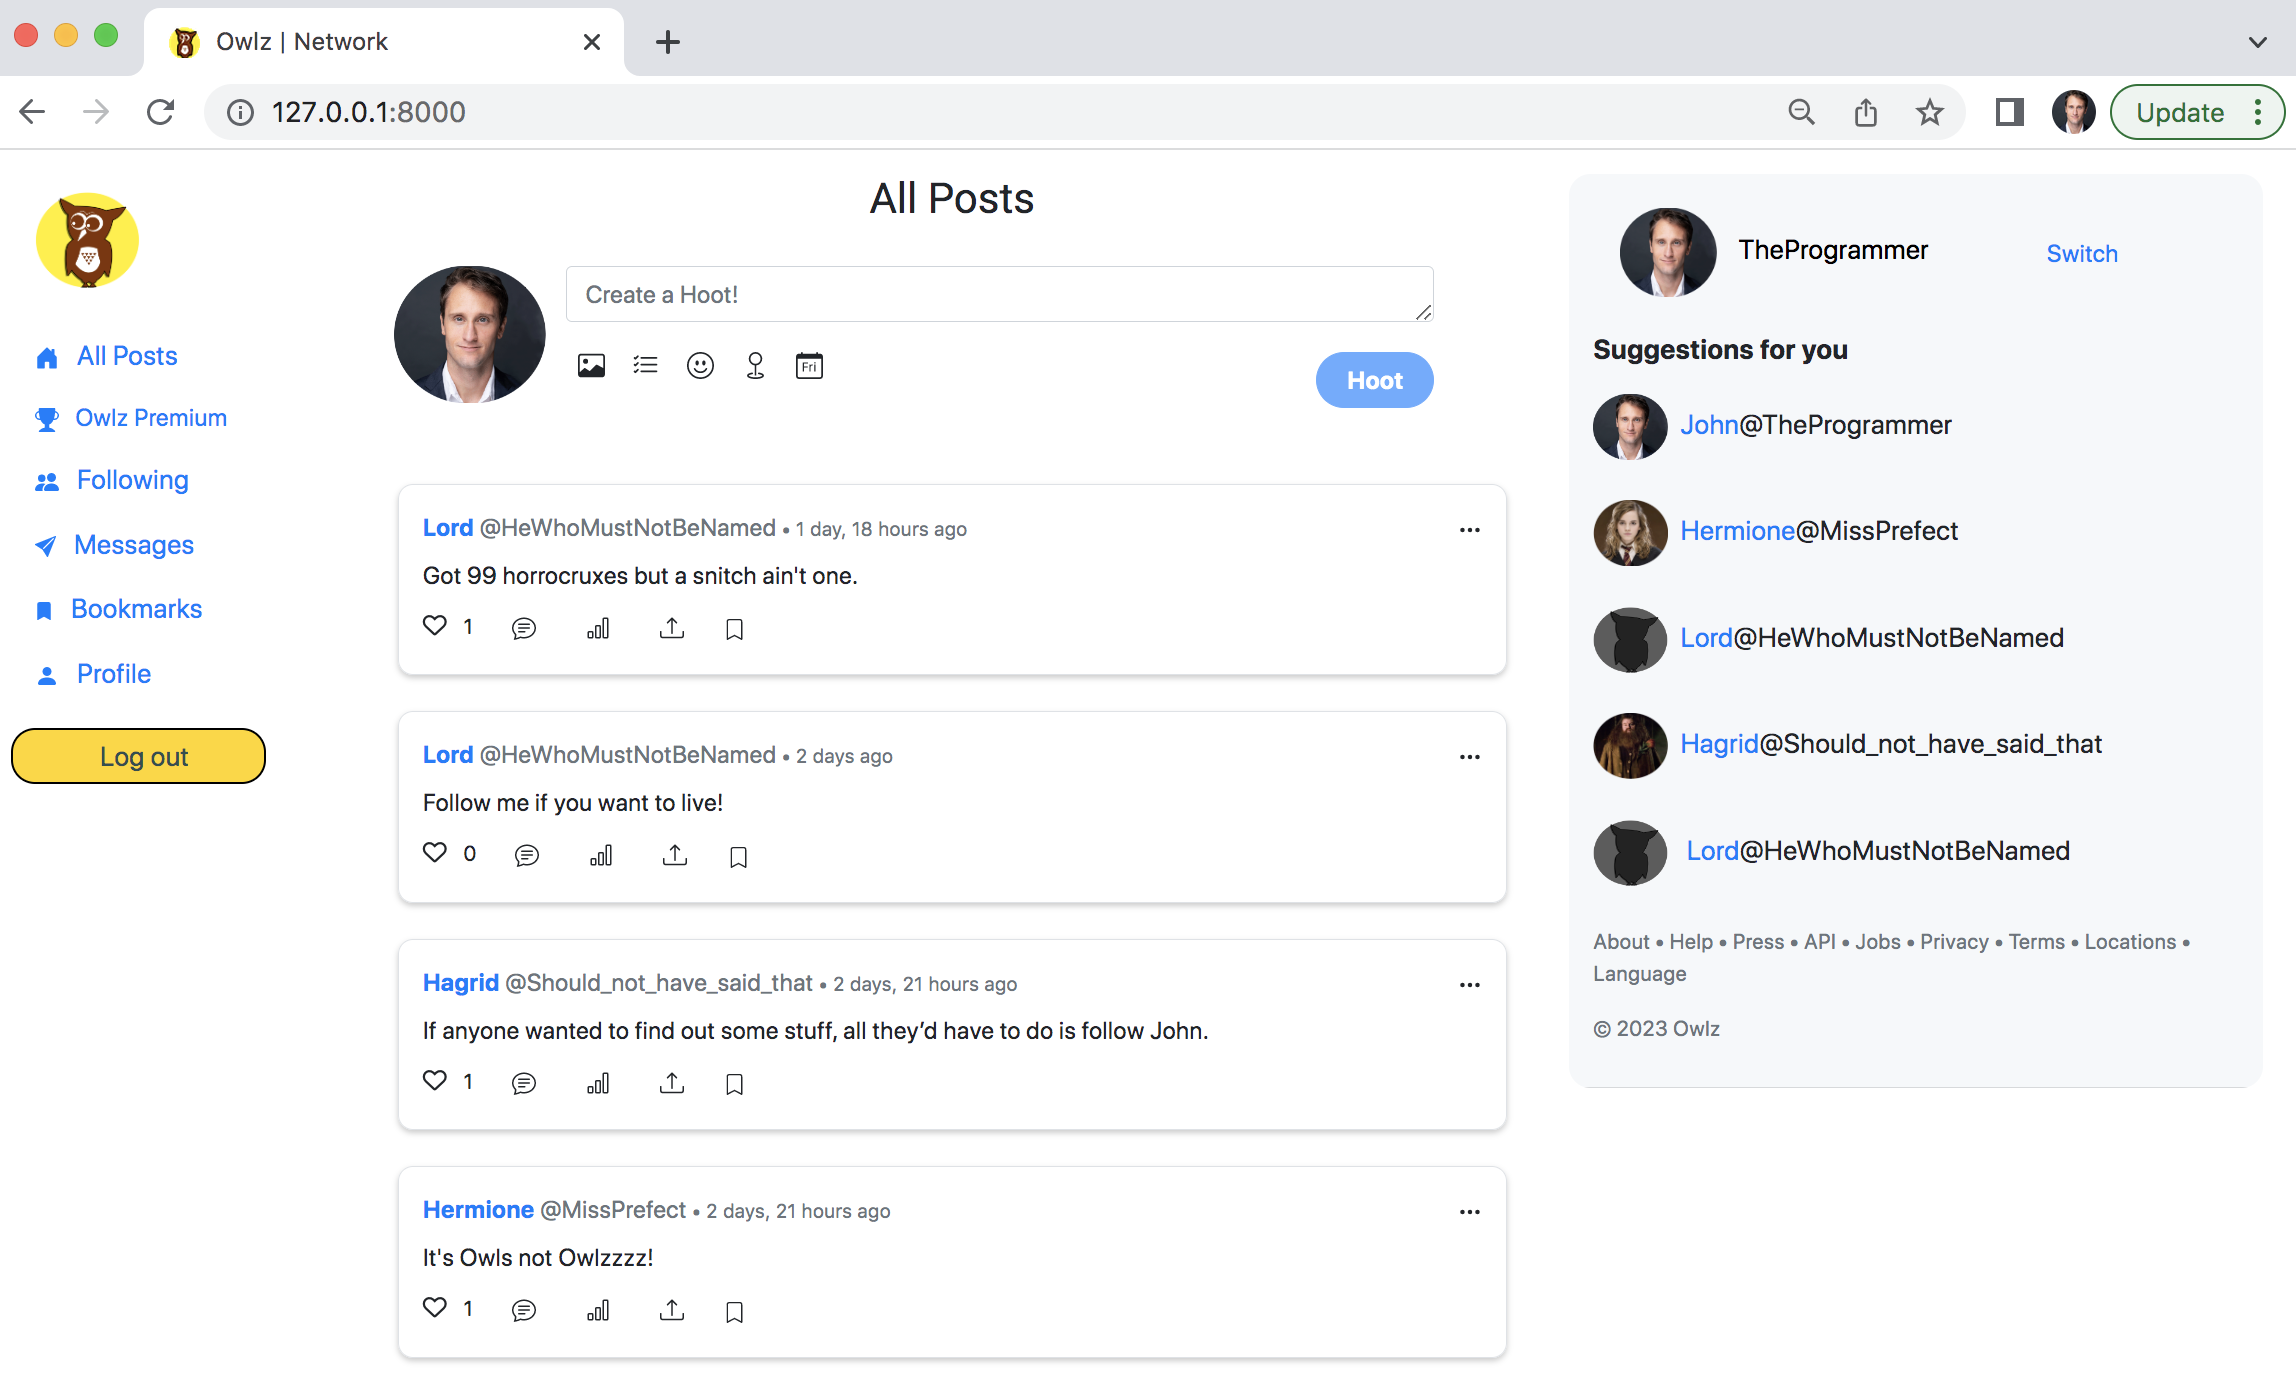 Owlz | Network
127.0.0.1:8000
Update
All Posts
Owlz Premium
Following
Messages
Bookmarks
Profile
Log out
All Posts
Create a Hoot!
Fri
Hoot
Lord @HeWhoMustNotBeNamed • 1 day, 18 hours ago
Got 99 horrocruxes but a snitch ain't one.
1
Lord @HeWhoMustNotBeNamed • 2 days ago
Follow me if you want to live!
0
Hagrid @Should_not_have_said_that • 2 days, 21 hours ago
If anyone wanted to find out some stuff, all they’d have to do is follow John.
1
Hermione @MissPrefect • 2 days, 21 hours ago
It's Owls not Owlzzzz!
1
TheProgrammer
Switch
Suggestions for you
John@TheProgrammer
Hermione@MissPrefect
Lord@HeWhoMustNotBeNamed
Hagrid@Should_not_have_said_that
Lord@HeWhoMustNotBeNamed
About • Help • Press • API • Jobs • Privacy • Terms • Locations •
Language
© 2023 Owlz